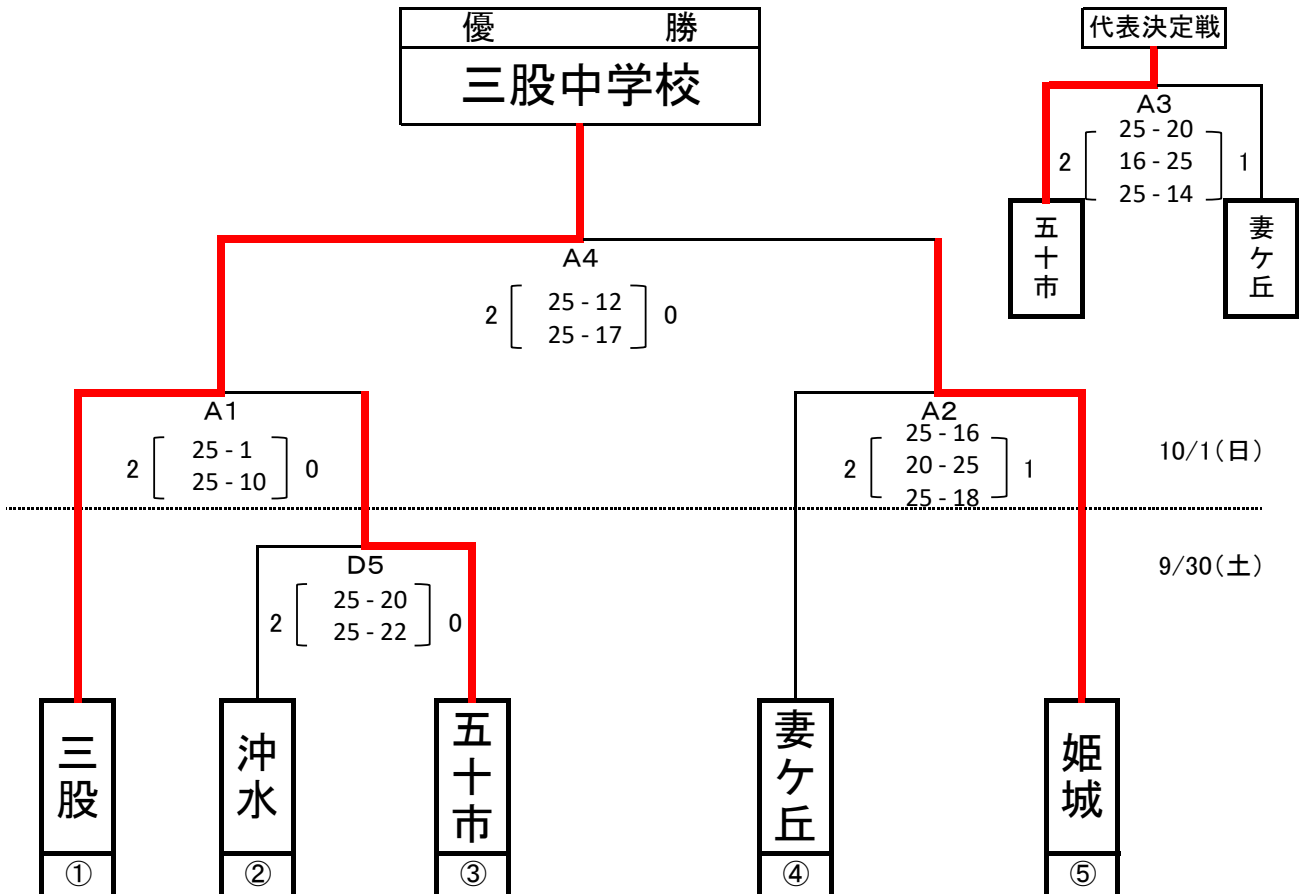 優 勝
三股中学校
代表決定戦
A3
2 25 - 20 1
16 - 25
25 - 14
五十市
妻ケ丘
A4
2 25 - 12 0
25 - 17
A1
2 25 - 1 0
25 - 10
A2
2 25 - 16 1
20 - 25
25 - 18
10/1(日)
9/30(土)
D5
2 25 - 20 0
25 - 22
三股
沖水
五十市
妻ケ丘
姫城
① ② ③ ④ ⑤